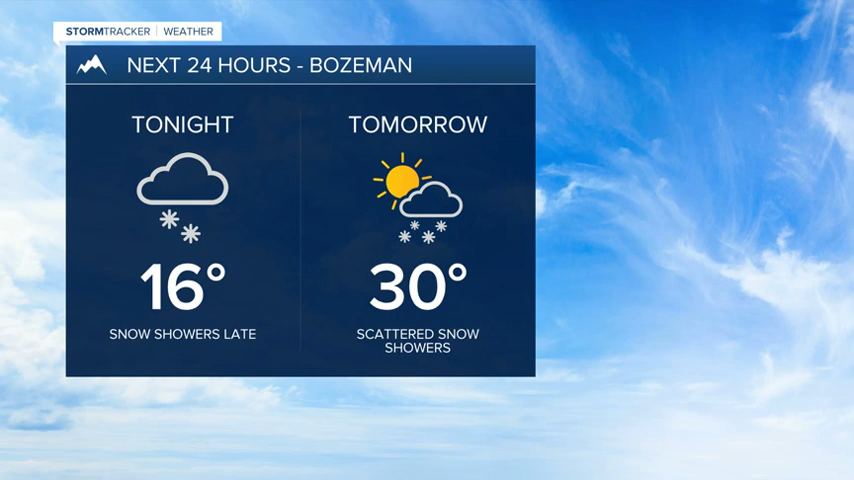 STORMTRACKER | WEATHER
NEXT 24 HOURS - BOZEMAN
TONIGHT
16°
SNOW SHOWERS LATE
TOMORROW
30°
SCATTERED SNOW
SHOWERS